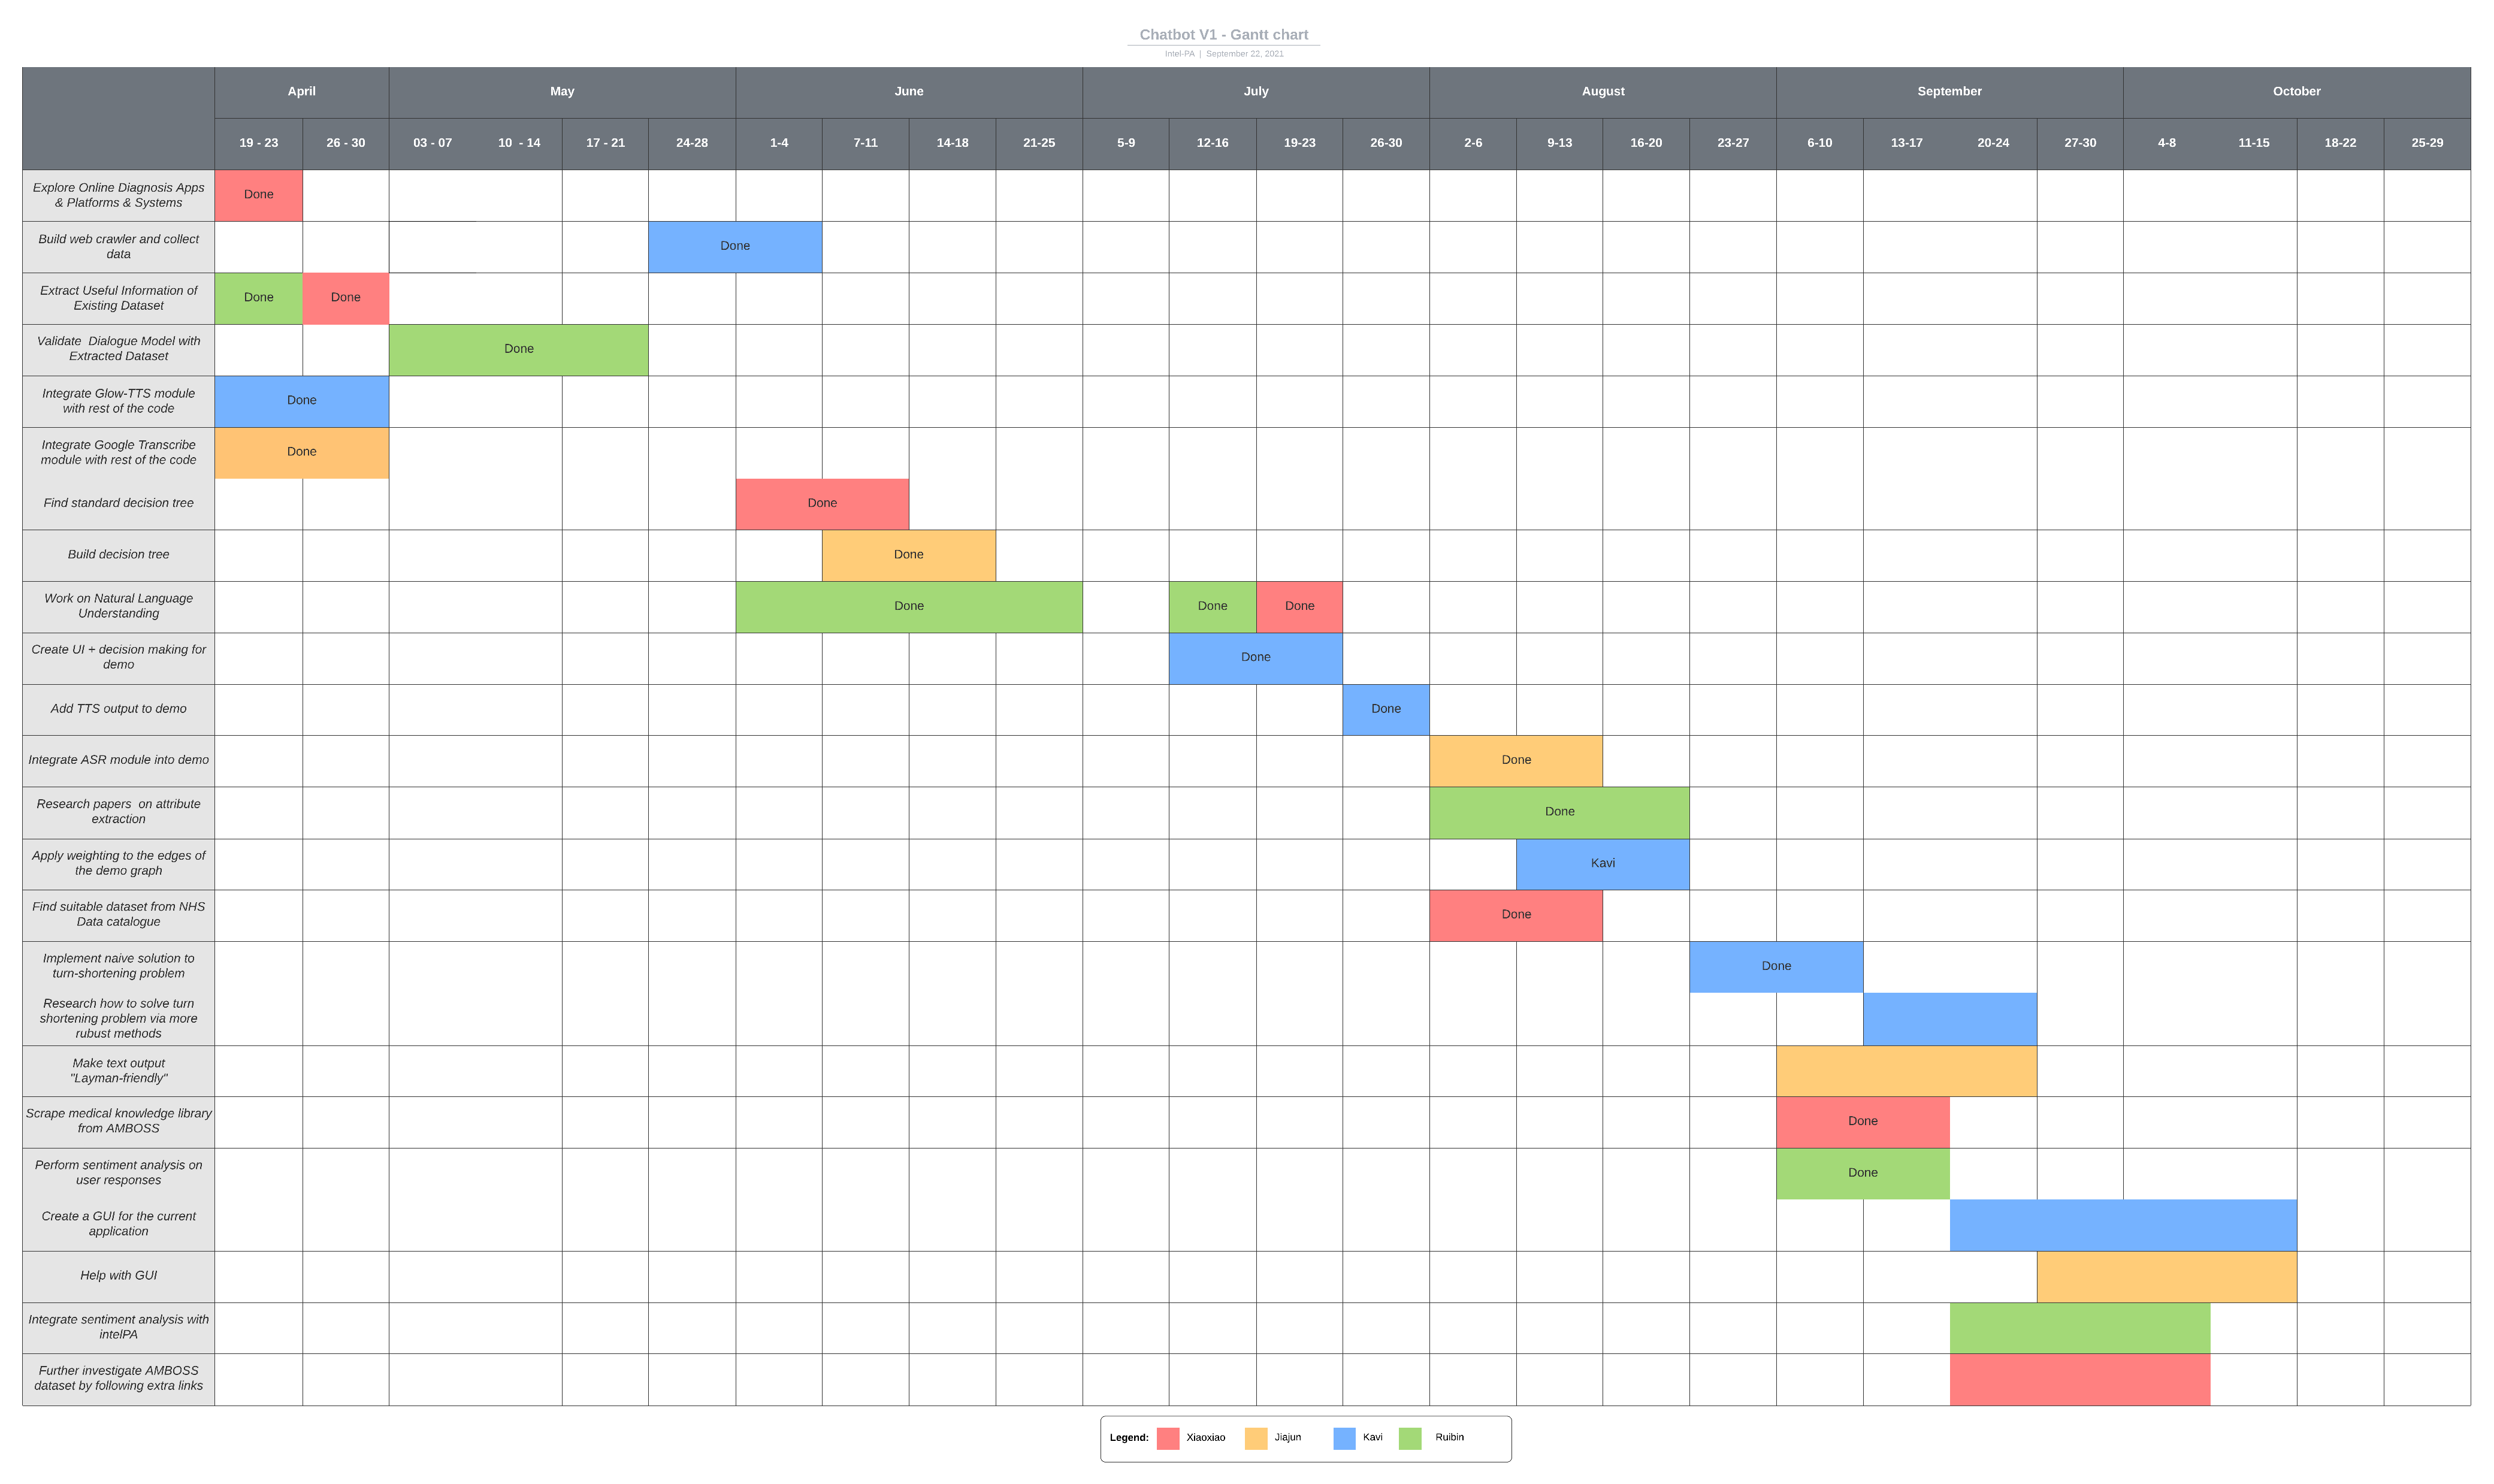 Chatbot V1 - Gantt chart
Intel-PA | September 22, 2021
April May June July August September October
19 - 23 26 - 30 03 - 07 10 - 14 17 - 21 24-28 1-4 7-11 14-18 21-25 5-9 12-16 19-23 26-30 2-6 9-13 16-20 23-27 6-10 13-17 20-24 27-30 4-8 11-15 18-22 25-29
Explore Online Diagnosis Apps
& Platforms & Systems
Done
Build web crawler and collect
data
Done
Extract Useful Information of
Existing Dataset
Done Done
Validate Dialogue Model with
Extracted Dataset
Done
Integrate Glow-TTS module
with rest of the code
Done
Integrate Google Transcribe
module with rest of the code
Done
Find standard decision tree
Done
Build decision tree
Done
Work on Natural Language
Understanding
Done Done Done
Create UI + decision making for
demo
Done
Add TTS output to demo
Done
Integrate ASR module into demo
Done
Research papers on attribute
extraction
Done
Apply weighting to the edges of
the demo graph
Kavi
Find suitable dataset from NHS
Data catalogue
Done
Implement naive solution to
turn-shortening problem
Done
Research how to solve turn
shortening problem via more
rubust methods
Make text output
"Layman-friendly"
Scrape medical knowledge library
from AMBOSS
Done
Perform sentiment analysis on
user responses
Done
Create a GUI for the current
application
Help with GUI
Integrate sentiment analysis with
intelPA
Further investigate AMBOSS
dataset by following extra links
Legend: Xiaoxiao Jiajun Kavi Ruibin